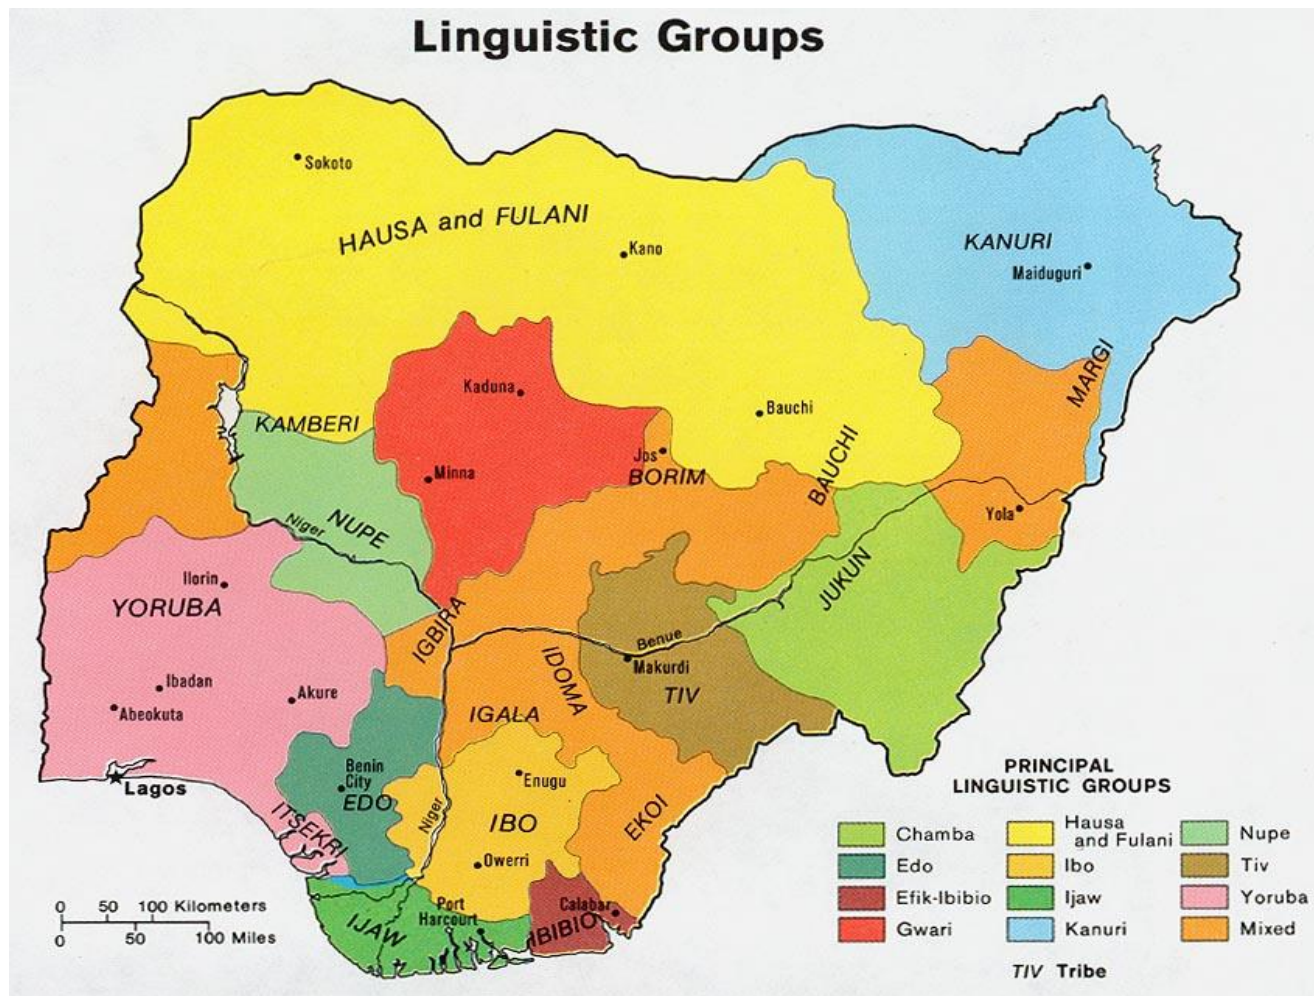 Linguistic Groups
Sokoto
HAUSA and FULANI
Kano
KANURI
Maiduguri
MARGI
Kaduna
Bauchi
KAMBERI
Jos
BORIM
BAUCHI
Minna
Yola
Niger
NUPE
JUKUN
Ilorin
YORUBA
IGBIRA
Benue
Makurdi
IDOMA
TIV
Ibadan
Akure
Abeokuta
IGALA
Benin
City
EDO
Enugu
Lagos
ITSEKRI
Niger
IBO
EKOI
Owerri
Port
Harcourt
Calabar
IJAW
IBIBIO
0 50 100 Kilometers
0 50 100 Miles
PRINCIPAL
LINGUISTIC GROUPS
Chamba
Edo
Efik-Ibibio
Gwari
Hausa
and Fulani
Ibo
Ijaw
Kanuri
Nupe
Tiv
Yoruba
Mixed
TIV Tribe